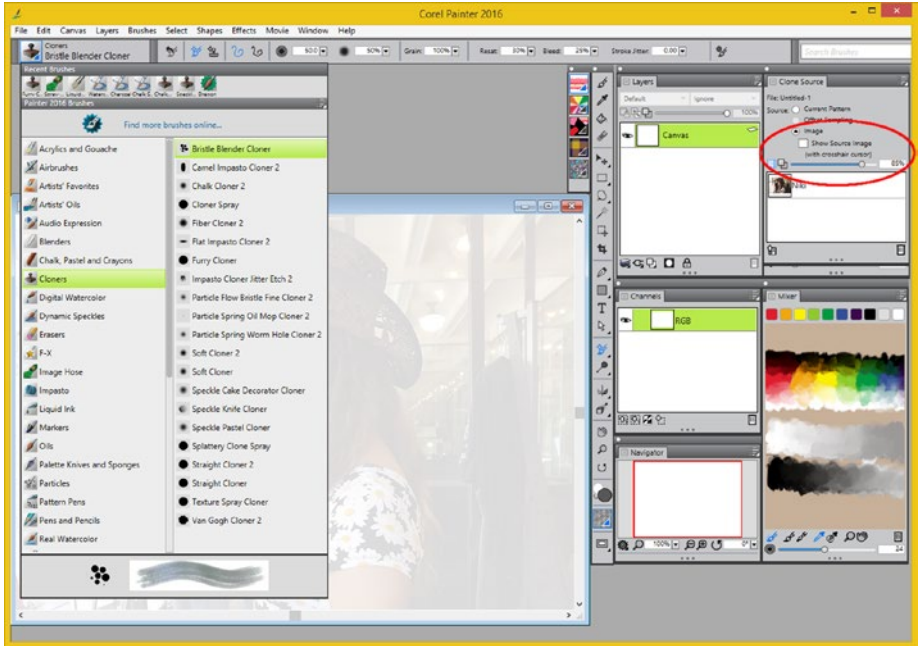 Corel Painter 2016
File Edit Canvas Layers Brushes Select Shapes Effects Movie Window Help
Cloners
Bristle Blender Cloner
50.0
50%
Grain: 100%
Resat: 30%
Bleed: 25%
Stroke Jitter: 0.00
Search Brushes
Recent Brushes
Painter 2016 Brushes
Find more brushes online...
Acrylics and Gouache
Airbrushes
Artists' Favorites
Artists' Oils
Audio Expression
Blenders
Chalk, Pastel and Crayons
Cloners
Digital Watercolor
Dynamic Speckles
Erasers
F-X
Image Hose
Impasto
Liquid Ink
Markers
Oils
Palette Knives and Sponges
Particles
Pattern Pens
Pens and Pencils
Real Watercolor
Bristle Blender Cloner
Camel Impasto Cloner 2
Chalk Cloner 2
Cloner Spray
Fiber Cloner 2
Flat Impasto Cloner 2
Furry Cloner
Impasto Cloner Jitter Etch 2
Particle Flow Bristle Fine Cloner 2
Particle Spring Oil Mop Cloner 2
Particle Spring Worm Hole Cloner 2
Soft Cloner 2
Soft Cloner
Speckle Cake Decorator Cloner
Speckle Knife Cloner
Speckle Pastel Cloner
Splattery Clone Spray
Straight Cloner 2
Straight Cloner
Texture Spray Cloner
Van Gogh Cloner 2
Layers
Default
Ignore
100%
Canvas
Channels
RGB
Navigator
100%
0°
Clone Source
File: Untitled-1
Source: Current Pattern
Offset Sampling
Image
Show Source Image
(with crosshair cursor)
Niki
Mixer
24